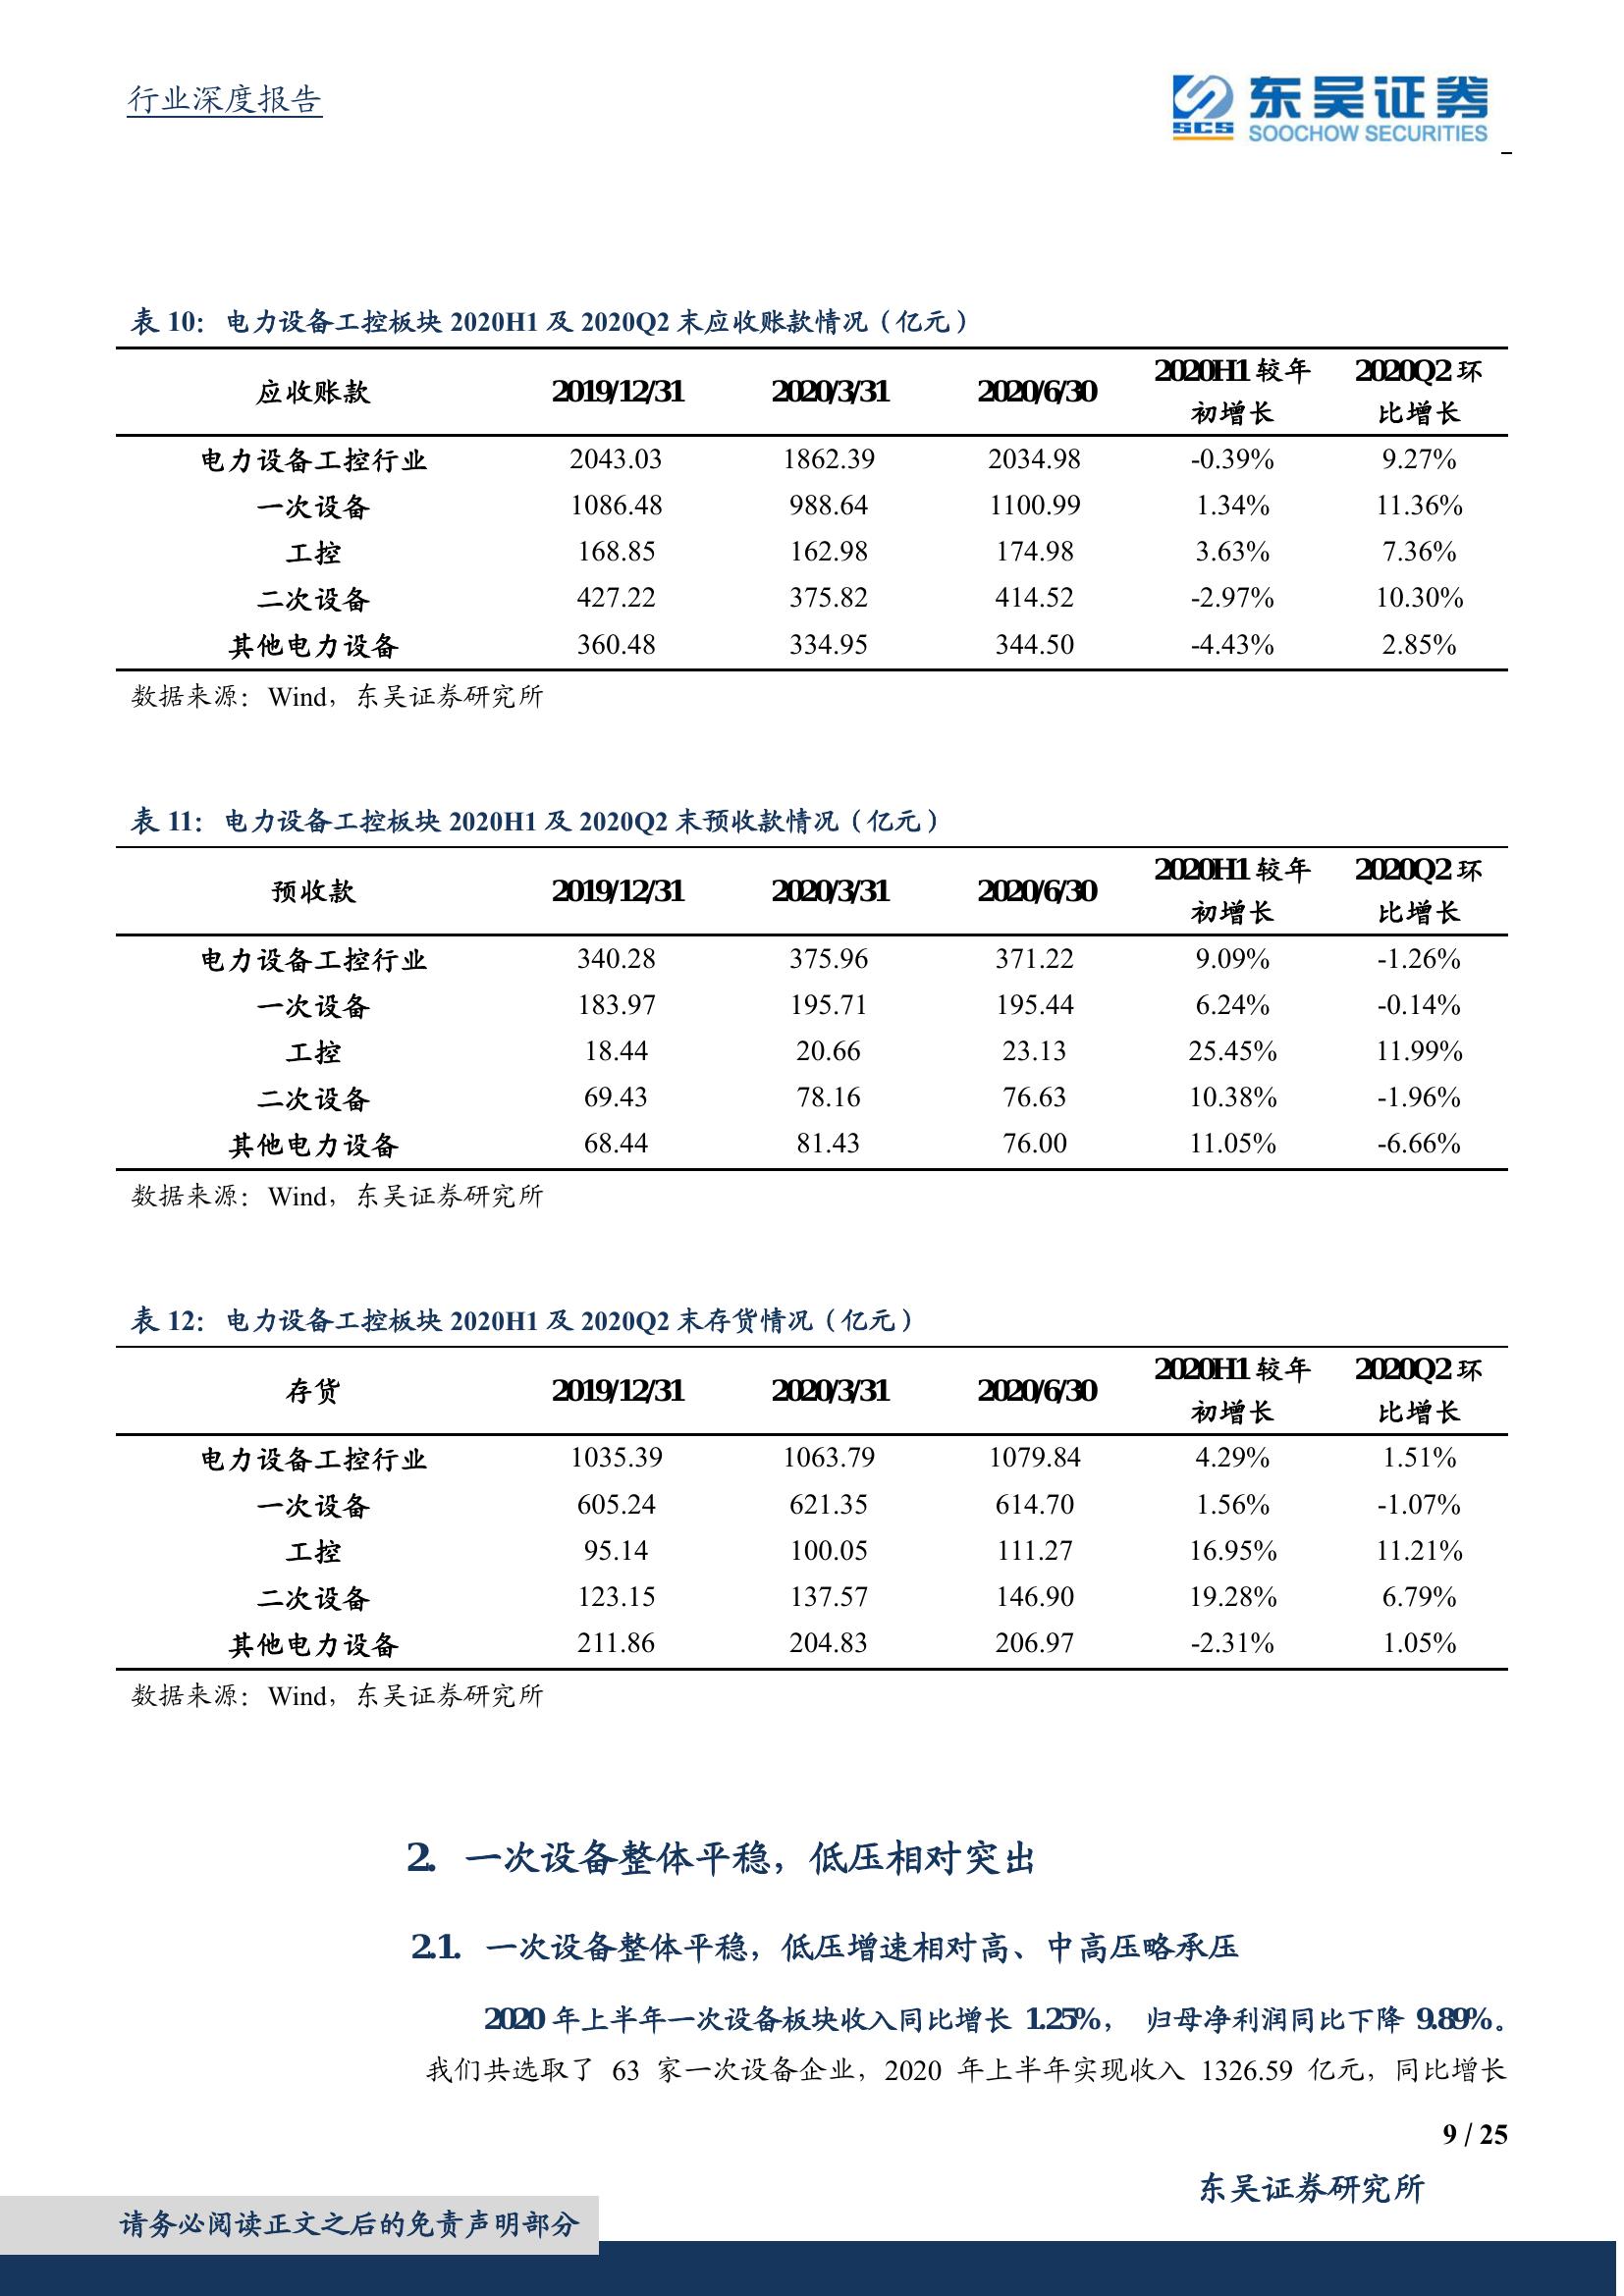 行业深度报告
SCS
东吴证券
SOOCHOW SECURITIES
表 10：电力设备工控板块 2020H1 及 2020Q2 末应收账款情况（亿元）
应收账款 2019/12/31 2020/3/31 2020/6/30 2020H1 较年初增长 2020Q2 环比增长
电力设备工控行业 2043.03 1862.39 2034.98 -0.39% 9.27%
一次设备 1086.48 988.64 1100.99 1.34% 11.36%
工控 168.85 162.98 174.98 3.63% 7.36%
二次设备 427.22 375.82 414.52 -2.97% 10.30%
其他电力设备 360.48 334.95 344.50 -4.43% 2.85%
数据来源：Wind，东吴证券研究所
表 11：电力设备工控板块 2020H1 及 2020Q2 末预收款情况（亿元）
预收款 2019/12/31 2020/3/31 2020/6/30 2020H1 较年初增长 2020Q2 环比增长
电力设备工控行业 340.28 375.96 371.22 9.09% -1.26%
一次设备 183.97 195.71 195.44 6.24% -0.14%
工控 18.44 20.66 23.13 25.45% 11.99%
二次设备 69.43 78.16 76.63 10.38% -1.96%
其他电力设备 68.44 81.43 76.00 11.05% -6.66%
数据来源：Wind，东吴证券研究所
表 12：电力设备工控板块 2020H1 及 2020Q2 末存货情况（亿元）
存货 2019/12/31 2020/3/31 2020/6/30 2020H1 较年初增长 2020Q2 环比增长
电力设备工控行业 1035.39 1063.79 1079.84 4.29% 1.51%
一次设备 605.24 621.35 614.70 1.56% -1.07%
工控 95.14 100.05 111.27 16.95% 11.21%
二次设备 123.15 137.57 146.90 19.28% 6.79%
其他电力设备 211.86 204.83 206.97 -2.31% 1.05%
数据来源：Wind，东吴证券研究所
2. 一次设备整体平稳，低压相对突出
2.1. 一次设备整体平稳，低压增速相对高、中高压略承压
2020 年上半年一次设备板块收入同比增长 1.25%， 归母净利润同比下降 9.89%。
我们共选取了 63 家一次设备企业，2020 年上半年实现收入 1326.59 亿元，同比增长
9 / 25
东吴证券研究所
请务必阅读正文之后的免责声明部分